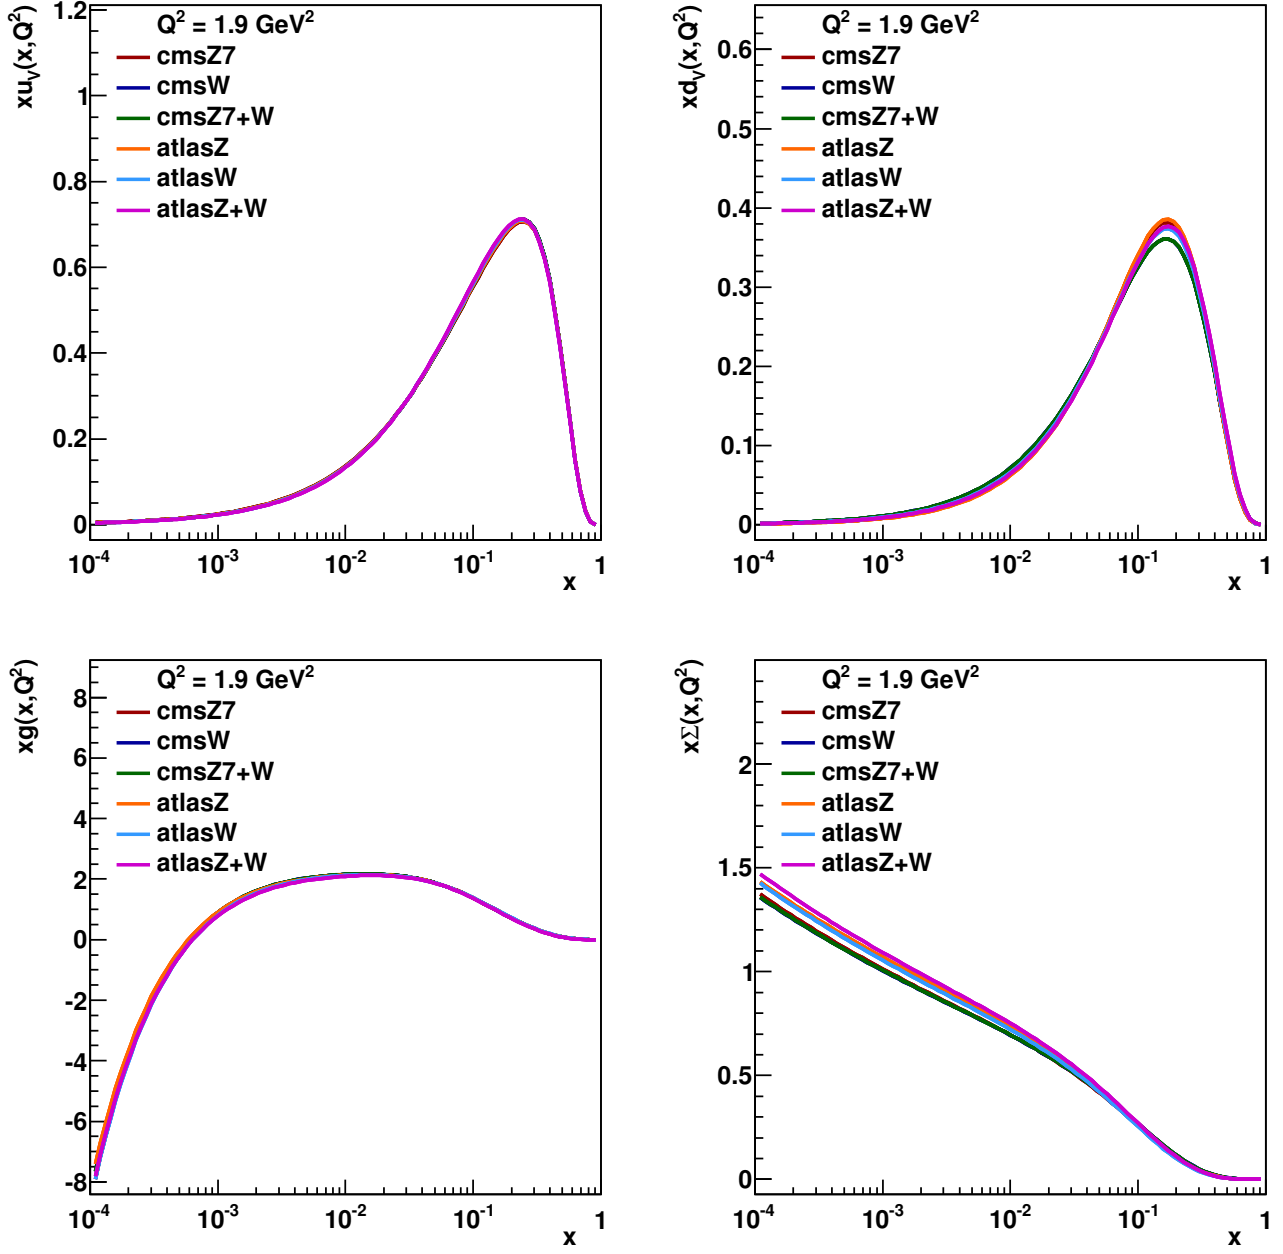 xu_V(x,Q²)
Q² = 1.9 GeV²
cmsZ7
cmsW
cmsZ7+W
atlasZ
atlasW
atlasZ+W
1.2
1
0.8
0.6
0.4
0.2
0
10⁻⁴ 10⁻³ 10⁻² 10⁻¹ 1
x
xd_V(x,Q²)
Q² = 1.9 GeV²
cmsZ7
cmsW
cmsZ7+W
atlasZ
atlasW
atlasZ+W
0.6
0.5
0.4
0.3
0.2
0.1
0
10⁻⁴ 10⁻³ 10⁻² 10⁻¹ 1
x
xg(x,Q²)
Q² = 1.9 GeV²
cmsZ7
cmsW
cmsZ7+W
atlasZ
atlasW
atlasZ+W
8
6
4
2
0
-2
-4
-6
-8
10⁻⁴ 10⁻³ 10⁻² 10⁻¹ 1
x
xΣ(x,Q²)
Q² = 1.9 GeV²
cmsZ7
cmsW
cmsZ7+W
atlasZ
atlasW
atlasZ+W
2
1.5
1
0.5
0
10⁻⁴ 10⁻³ 10⁻² 10⁻¹ 1
x